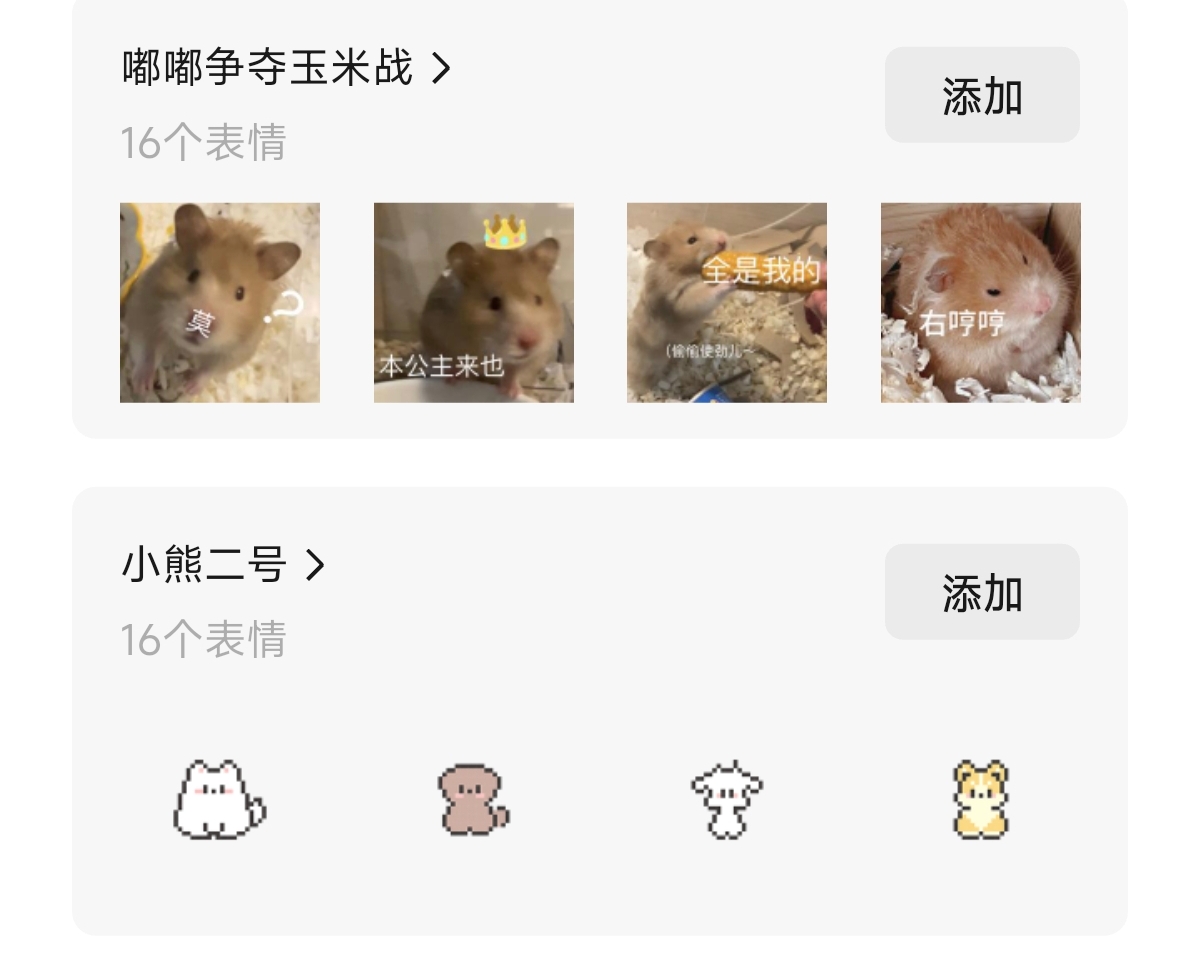 嘟嘟争夺玉米战
添加
16个表情
莫
?
本公主来也
全是我的
(偷偷使劲儿~
右哼哼
小熊二号
添加
16个表情